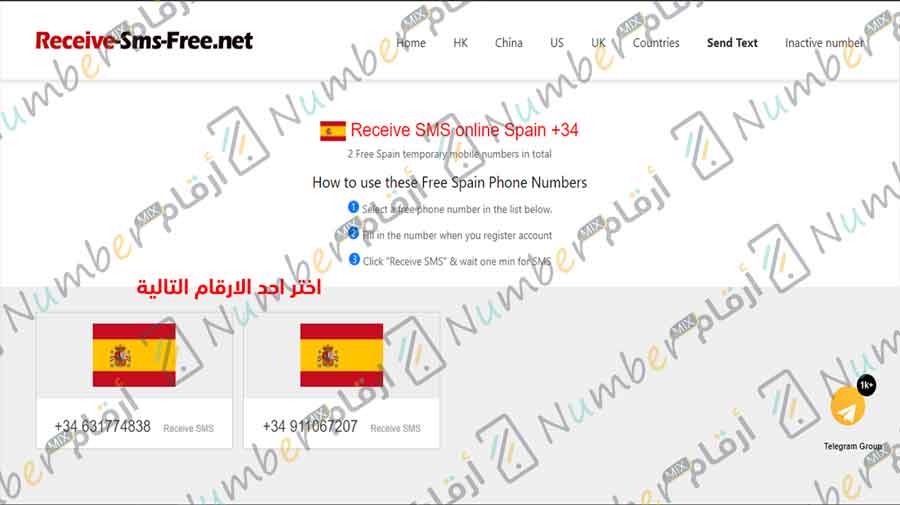 Receive-Sms-Free.net
Home HK China US UK Countries Send Text Inactive number
Receive SMS online Spain +34
2 Free Spain temporary mobile numbers in total
How to use these Free Spain Phone Numbers
1 Select a free phone number in the list below.
2 Fill in the number when you register account
3 Click "Receive SMS" & wait one min for SMS
اختر احد الارقام التالية
+34 631774838 Receive SMS
+34 911067207 Receive SMS
1k+
Telegram Group
Number MIX أرقام